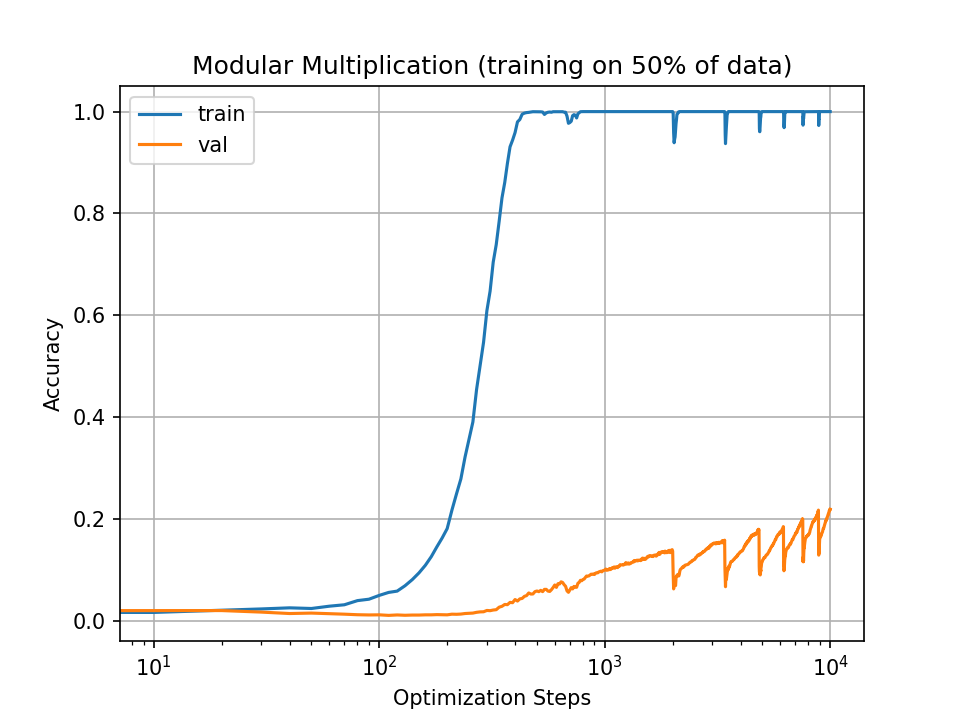 Modular Multiplication (training on 50% of data)
train
val
1.0
0.8
0.6
0.4
0.2
0.0
Accuracy
10¹
10²
10³
10⁴
Optimization Steps